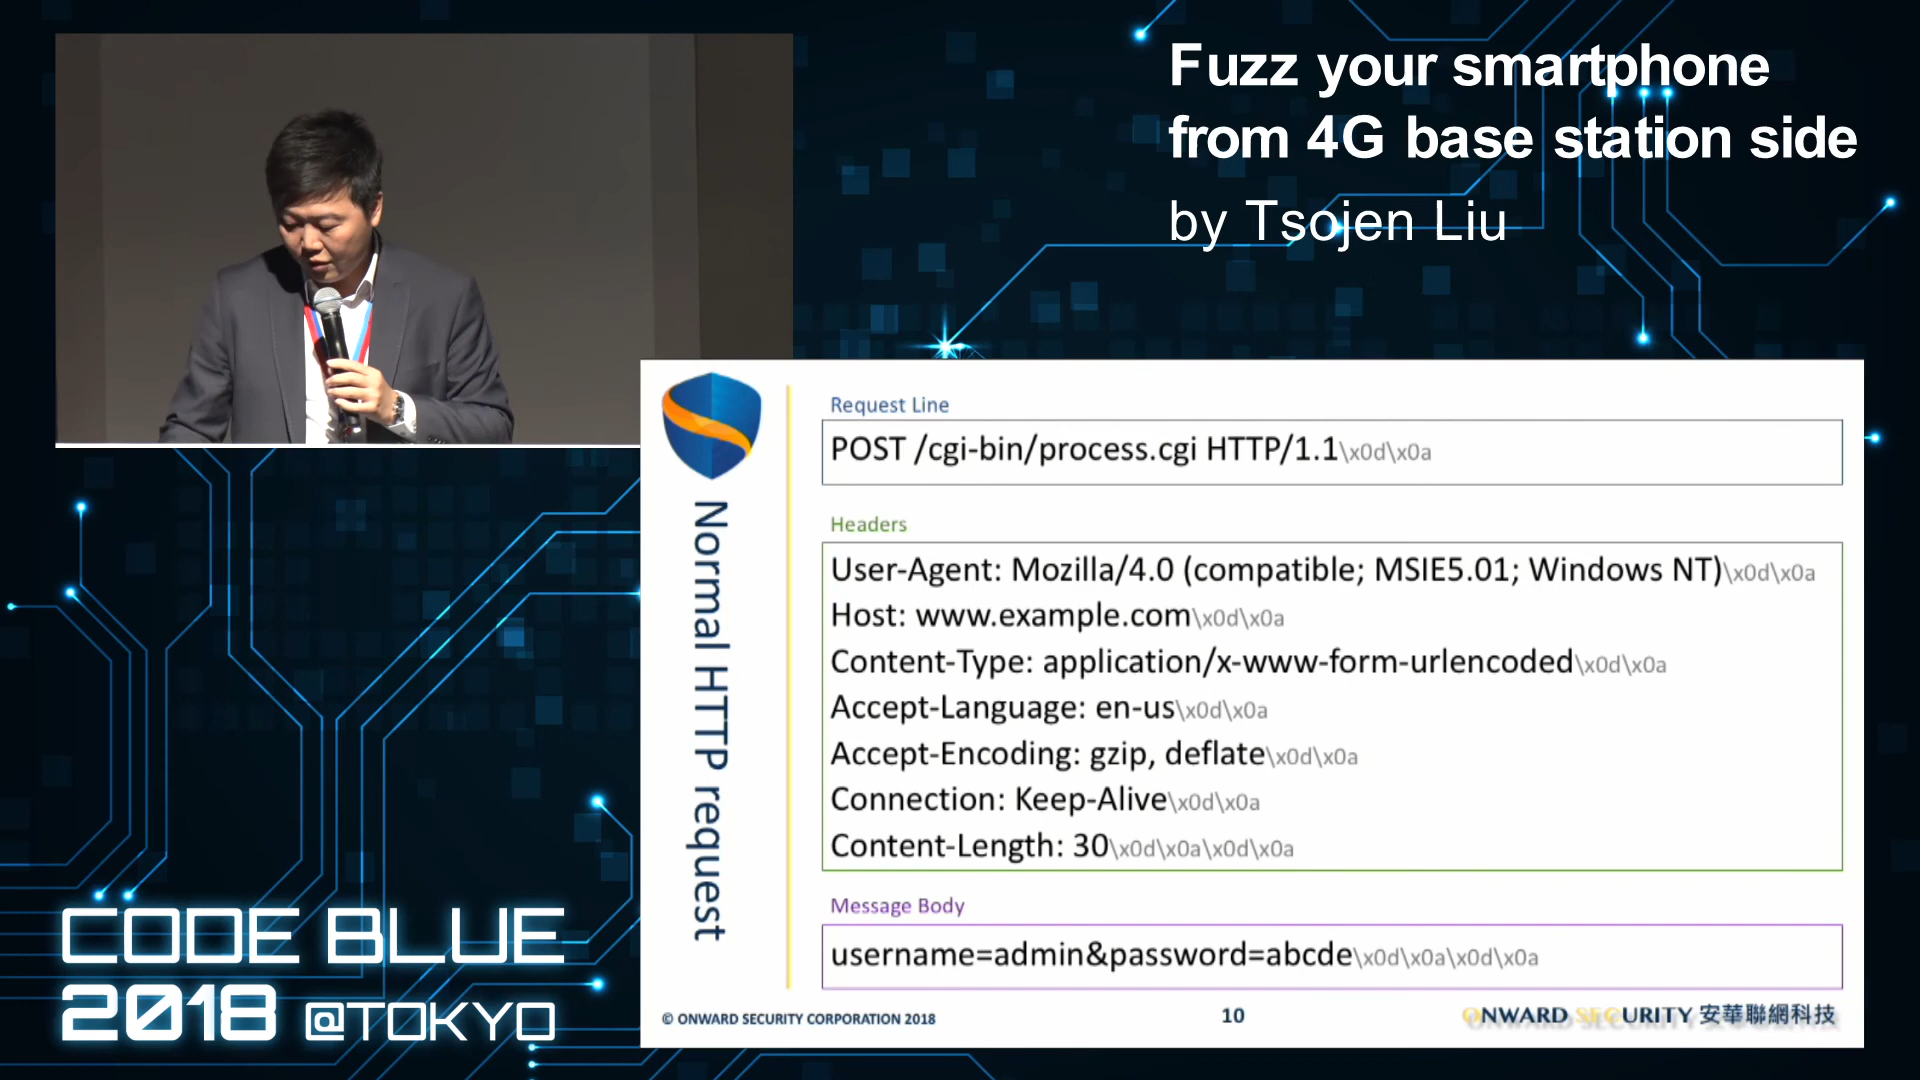 Fuzz your smartphone
from 4G base station side
by Tsojen Liu
Normal HTTP request
Request Line
POST /cgi-bin/process.cgi HTTP/1.1\x0d\x0a
Headers
User-Agent: Mozilla/4.0 (compatible; MSIE5.01; Windows NT)\x0d\x0a
Host: www.example.com\x0d\x0a
Content-Type: application/x-www-form-urlencoded\x0d\x0a
Accept-Language: en-us\x0d\x0a
Accept-Encoding: gzip, deflate\x0d\x0a
Connection: Keep-Alive\x0d\x0a
Content-Length: 30\x0d\x0a\x0d\x0a
Message Body
username=admin&password=abcde\x0d\x0a\x0d\x0a
© ONWARD SECURITY CORPORATION 2018
10
ONWARD SECURITY 安華聯網科技
CODE BLUE
2018 @TOKYO